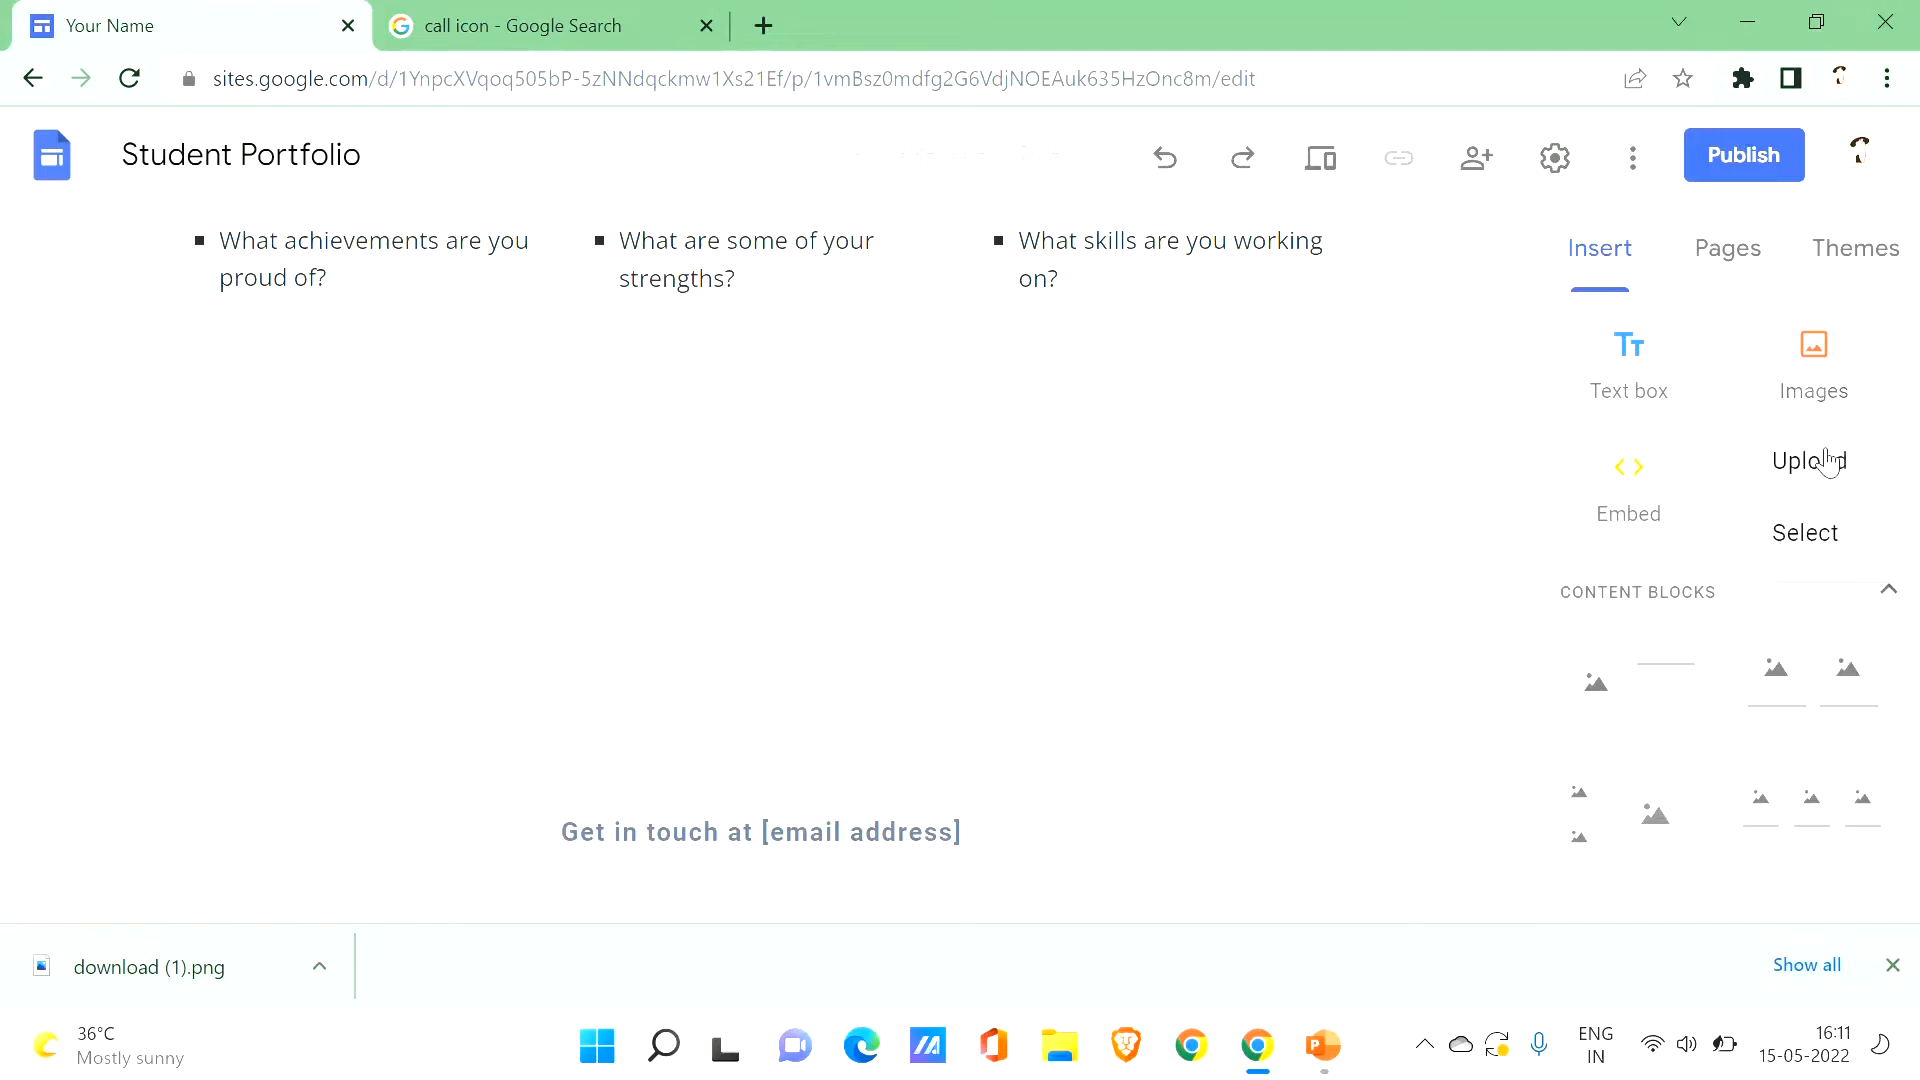 Your Name
call icon - Google Search
sites.google.com/d/1YnpcXVqoq505bP-5zNNdqckmw1Xs21Ef/p/1vmBsz0mdfg2G6VdjNOEAuk635HzOnc8m/edit
Student Portfolio
Publish
What achievements are you
proud of?
What are some of your
strengths?
What skills are you working
on?
Insert
Pages
Themes
Text box
Images
Embed
Upload
Select
CONTENT BLOCKS
Get in touch at [email address]
download (1).png
Show all
36°C
Mostly sunny
ENG
IN
16:11
15-05-2022